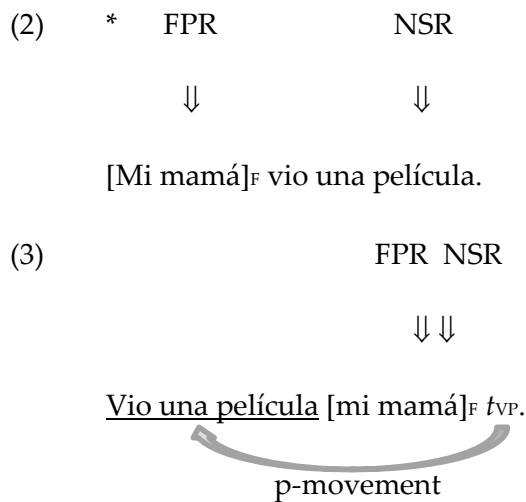 (2) * FPR NSR
⇓ ⇓
[Mi mamá]F vio una película.
(3) FPR NSR
⇓⇓
Vio una película [mi mamá]F tVP.
p-movement